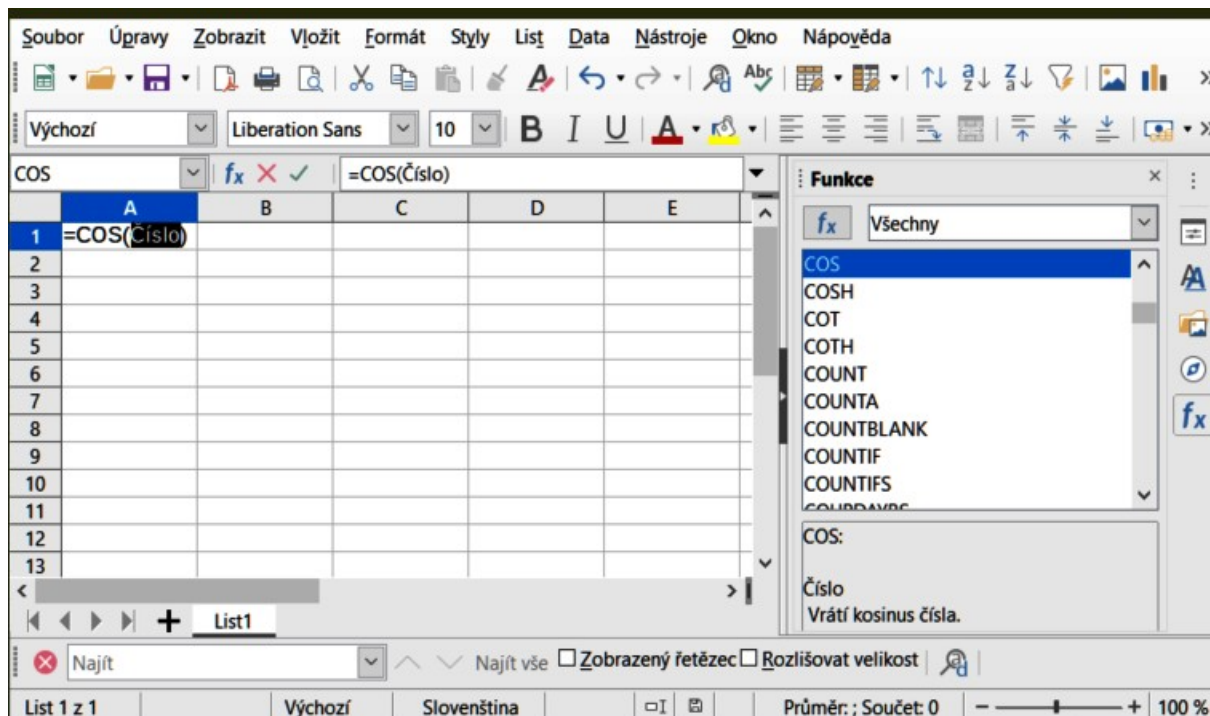 Soubor Úpravy Zobrazit Vložit Formát Styly List Data Nástroje Okno Nápověda
Výchozí Liberation Sans 10 B I U A
COS fx =COS(Číslo)
A B C D E
1 =COS(Číslo)
2
3
4
5
6
7
8
9
10
11
12
13
List1
Funkce
fx Všechny
COS
COSH
COT
COTH
COUNT
COUNTA
COUNTBLANK
COUNTIF
COUNTIFS
COS:
Číslo
Vrátí kosinus čísla.
Najít Najít vše Zobrazený řetězec Rozlišovat velikost
List 1 z 1 Výchozí Slovenština Průměr: ; Součet: 0 100 %